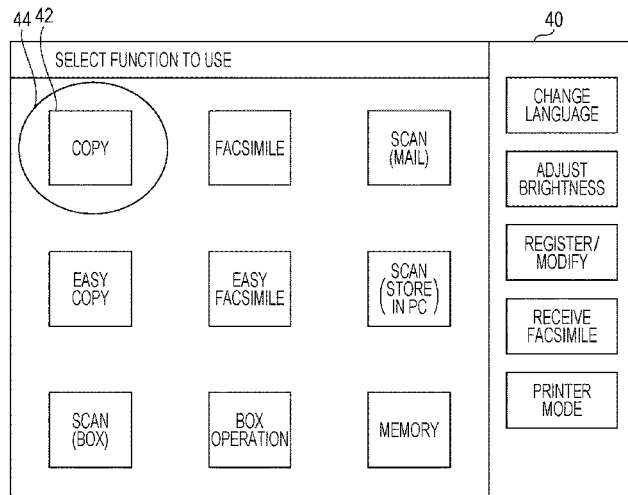 44 42
40
SELECT FUNCTION TO USE
COPY
FACSIMILE
SCAN
(MAIL)
EASY
COPY
EASY
FACSIMILE
SCAN
(STORE
IN PC)
SCAN
(BOX)
BOX
OPERATION
MEMORY
CHANGE
LANGUAGE
ADJUST
BRIGHTNESS
REGISTER/
MODIFY
RECEIVE
FACSIMILE
PRINTER
MODE